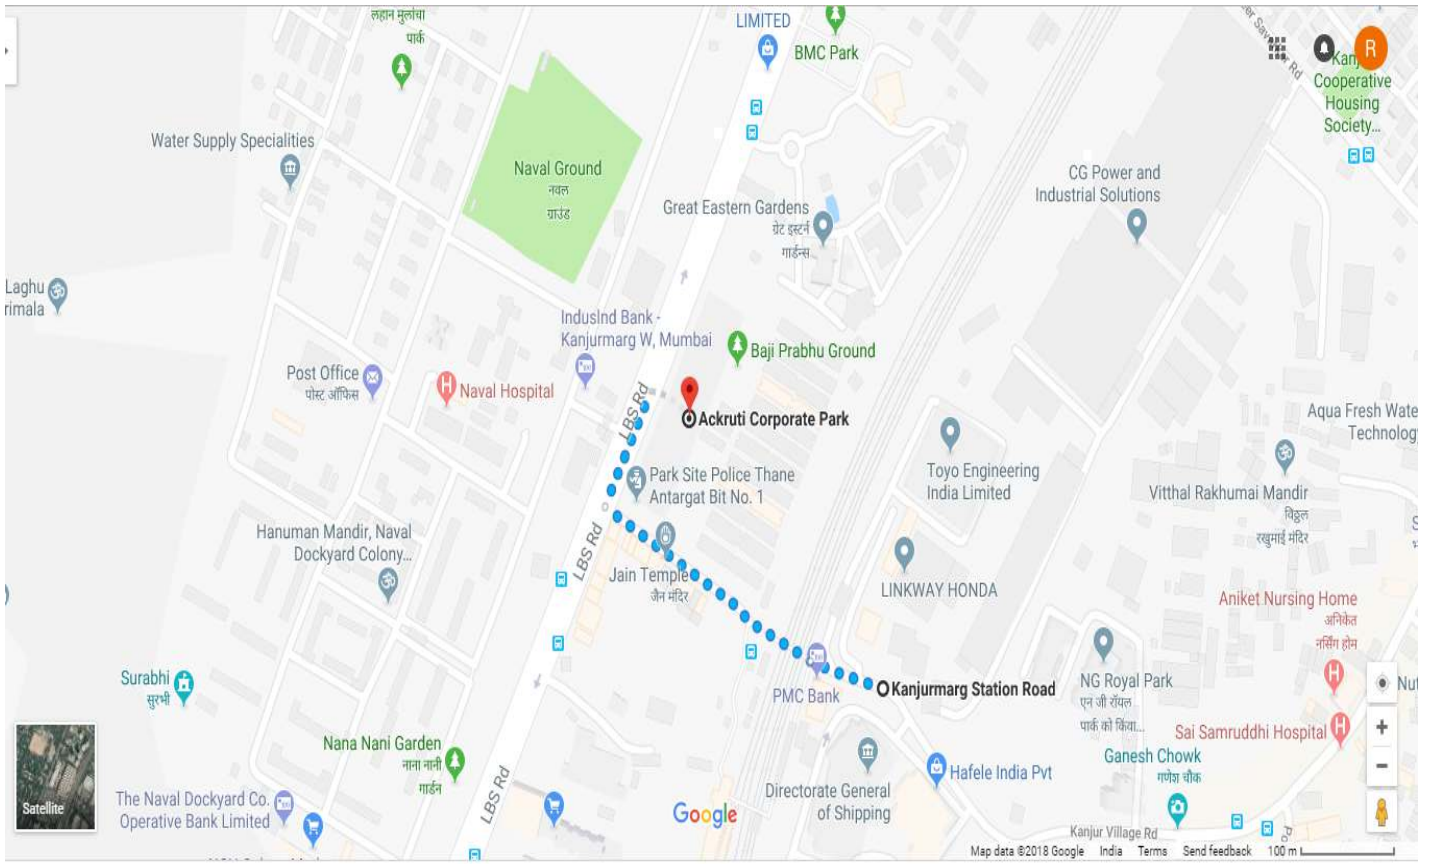 लहान मुलांचा
पार्क
LIMITED
BMC Park
R
Cooperative
Housing
Society...
Water Supply Specialities
Naval Ground
नवल
ग्राउंड
CG Power and
Industrial Solutions
Great Eastern Gardens
ग्रेट इस्टर्न
गार्डन्स
Laghu
IndusInd Bank -
Kanjurmarg W, Mumbai
Baji Prabhu Ground
Post Office
पोस्ट ऑफिस
Naval Hospital
LBS Rd
Ackruti Corporate Park
Aqua Fresh Wate
Technology
Park Site Police Thane
Antargat Bit No. 1
Toyo Engineering
India Limited
Vitthal Rakhumai Mandir
विठ्ठल
रखुमाई मंदिर
Hanuman Mandir, Naval
Dockyard Colony...
LBS Rd
Jain Temple
जैन मंदिर
LINKWAY HONDA
Aniket Nursing Home
अनिकेत
नर्सिंग होम
Surabhi
सुरभी
PMC Bank
Kanjurmarg Station Road
NG Royal Park
एन जी रॉयल
पार्क को किंवा...
Nut
Sai Samruddhi Hospital
Nana Nani Garden
नाना नानी
गार्डन
LBS Rd
Ganesh Chowk
गणेश चौक
Hafele India Pvt
Directorate General
of Shipping
Satellite
The Naval Dockyard Co.
Operative Bank Limited
Google
Kanjur Village Rd
Map data ©2018 Google India Terms Send feedback 100 m